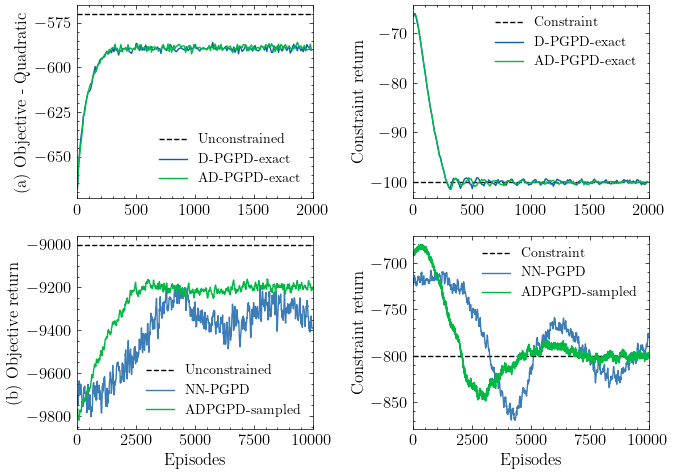 (a) Objective - Quadratic
−575
−600
−625
−650
0
500
1000
1500
2000
Unconstrained
D-PGPD-exact
AD-PGPD-exact
Constraint return
−70
−80
−90
−100
0
500
1000
1500
2000
Constraint
D-PGPD-exact
AD-PGPD-exact
(b) Objective return
−9000
−9200
−9400
−9600
−9800
0
2500
5000
7500
10000
Episodes
Unconstrained
NN-PGPD
ADPGPD-sampled
Constraint return
−700
−750
−800
−850
0
2500
5000
7500
10000
Episodes
Constraint
NN-PGPD
ADPGPD-sampled